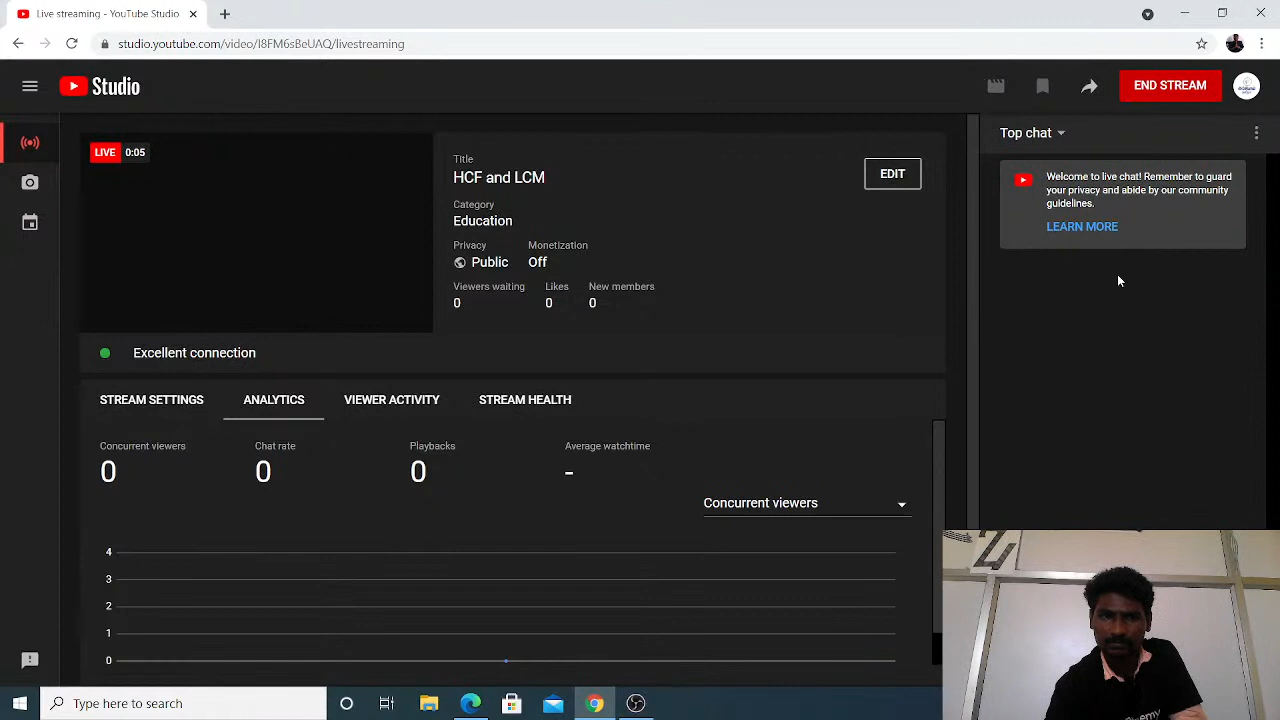 Live streaming - YouTube Studio
studio.youtube.com/video/I8FM6sBeUAQ/livestreaming
Studio
END STREAM
LIVE 0:05
Title
HCF and LCM
EDIT
Category
Education
Privacy Monetization
Public Off
Viewers waiting Likes New members
0 0 0
Excellent connection
STREAM SETTINGS ANALYTICS VIEWER ACTIVITY STREAM HEALTH
Concurrent viewers Chat rate Playbacks Average watchtime
0 0 0 -
Concurrent viewers
4
3
2
1
0
Top chat
Welcome to live chat! Remember to guard
your privacy and abide by our community
guidelines.
LEARN MORE
Type here to search